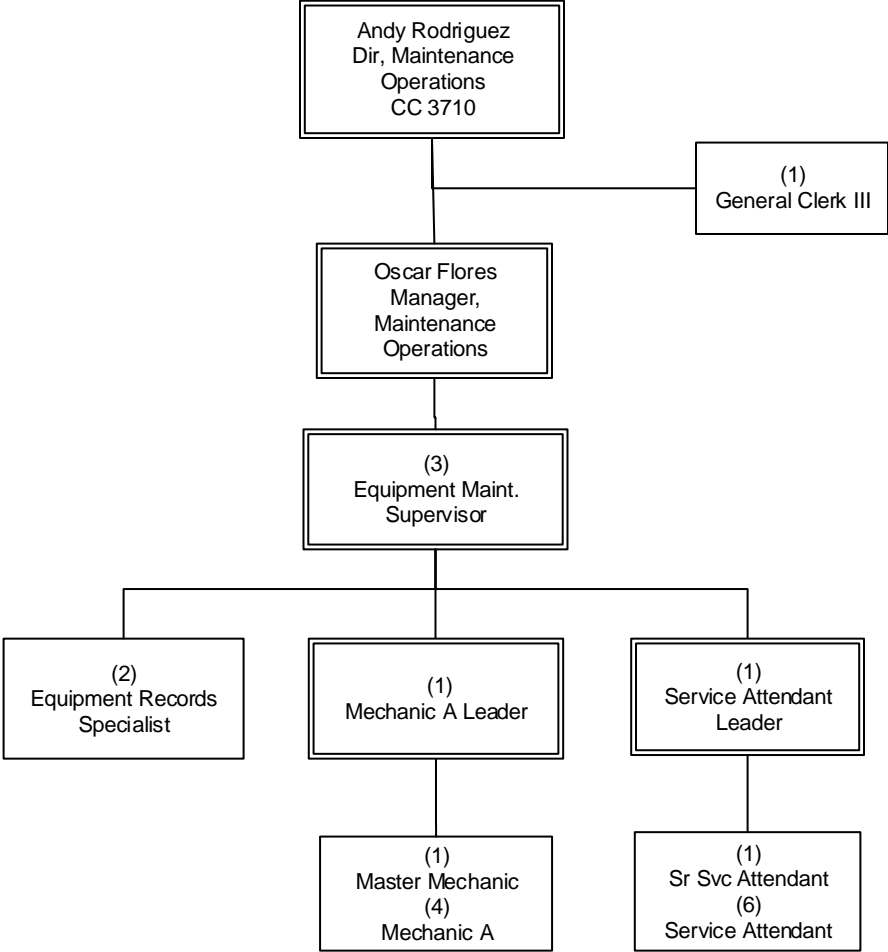 Andy Rodriguez
Dir, Maintenance
Operations
CC 3710
(1)
General Clerk III
Oscar Flores
Manager,
Maintenance
Operations
(3)
Equipment Maint.
Supervisor
(2)
Equipment Records
Specialist
(1)
Mechanic A Leader
(1)
Service Attendant
Leader
(1)
Master Mechanic
(4)
Mechanic A
(1)
Sr Svc Attendant
(6)
Service Attendant